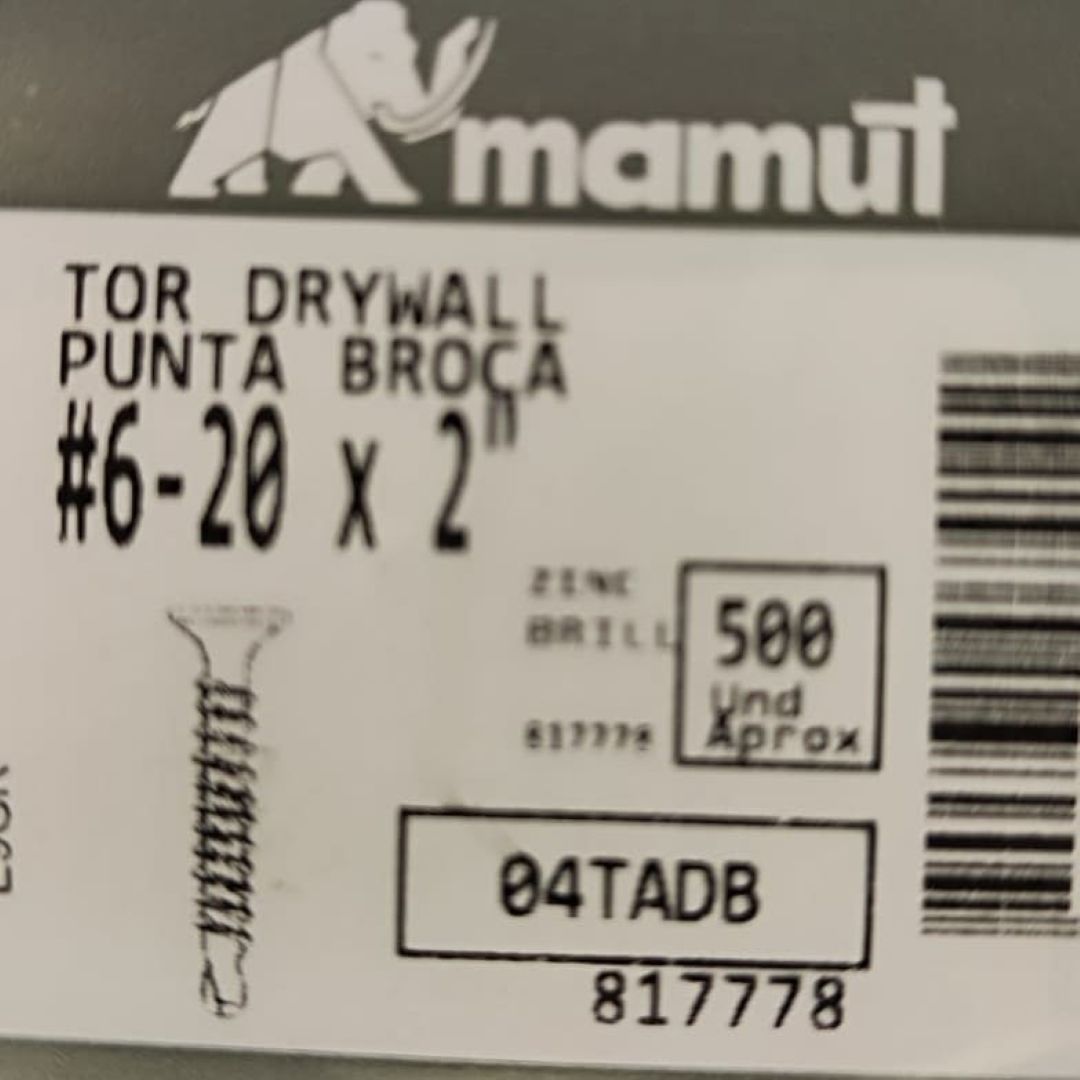 mamut
TOR DRYWALL
PUNTA BROCA
#6-20 x 2"
ZINC
BRILL
500
Und
Aprox
817778
04TADB
817778